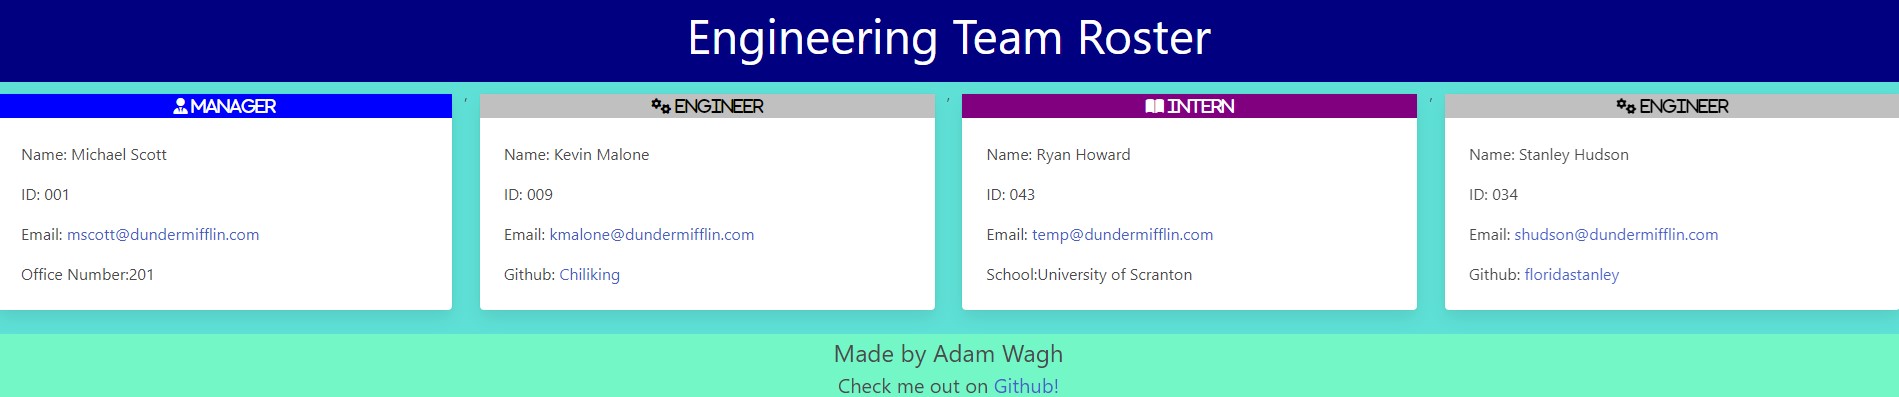 Engineering Team Roster
MANAGER
Name: Michael Scott
ID: 001
Email: mscott@dundermifflin.com
Office Number:201
,
ENGINEER
Name: Kevin Malone
ID: 009
Email: kmalone@dundermifflin.com
Github: Chiliking
,
INTERN
Name: Ryan Howard
ID: 043
Email: temp@dundermifflin.com
School:University of Scranton
,
ENGINEER
Name: Stanley Hudson
ID: 034
Email: shudson@dundermifflin.com
Github: floridastanley
Made by Adam Wagh
Check me out on Github!